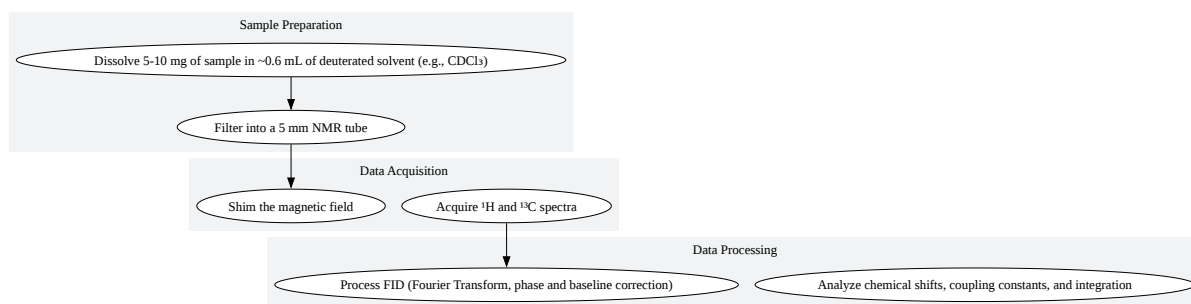 Sample Preparation
Dissolve 5-10 mg of sample in ~0.6 mL of deuterated solvent (e.g., CDCl₃)
Filter into a 5 mm NMR tube
Data Acquisition
Shim the magnetic field
Acquire ¹H and ¹³C spectra
Data Processing
Process FID (Fourier Transform, phase and baseline correction)
Analyze chemical shifts, coupling constants, and integration